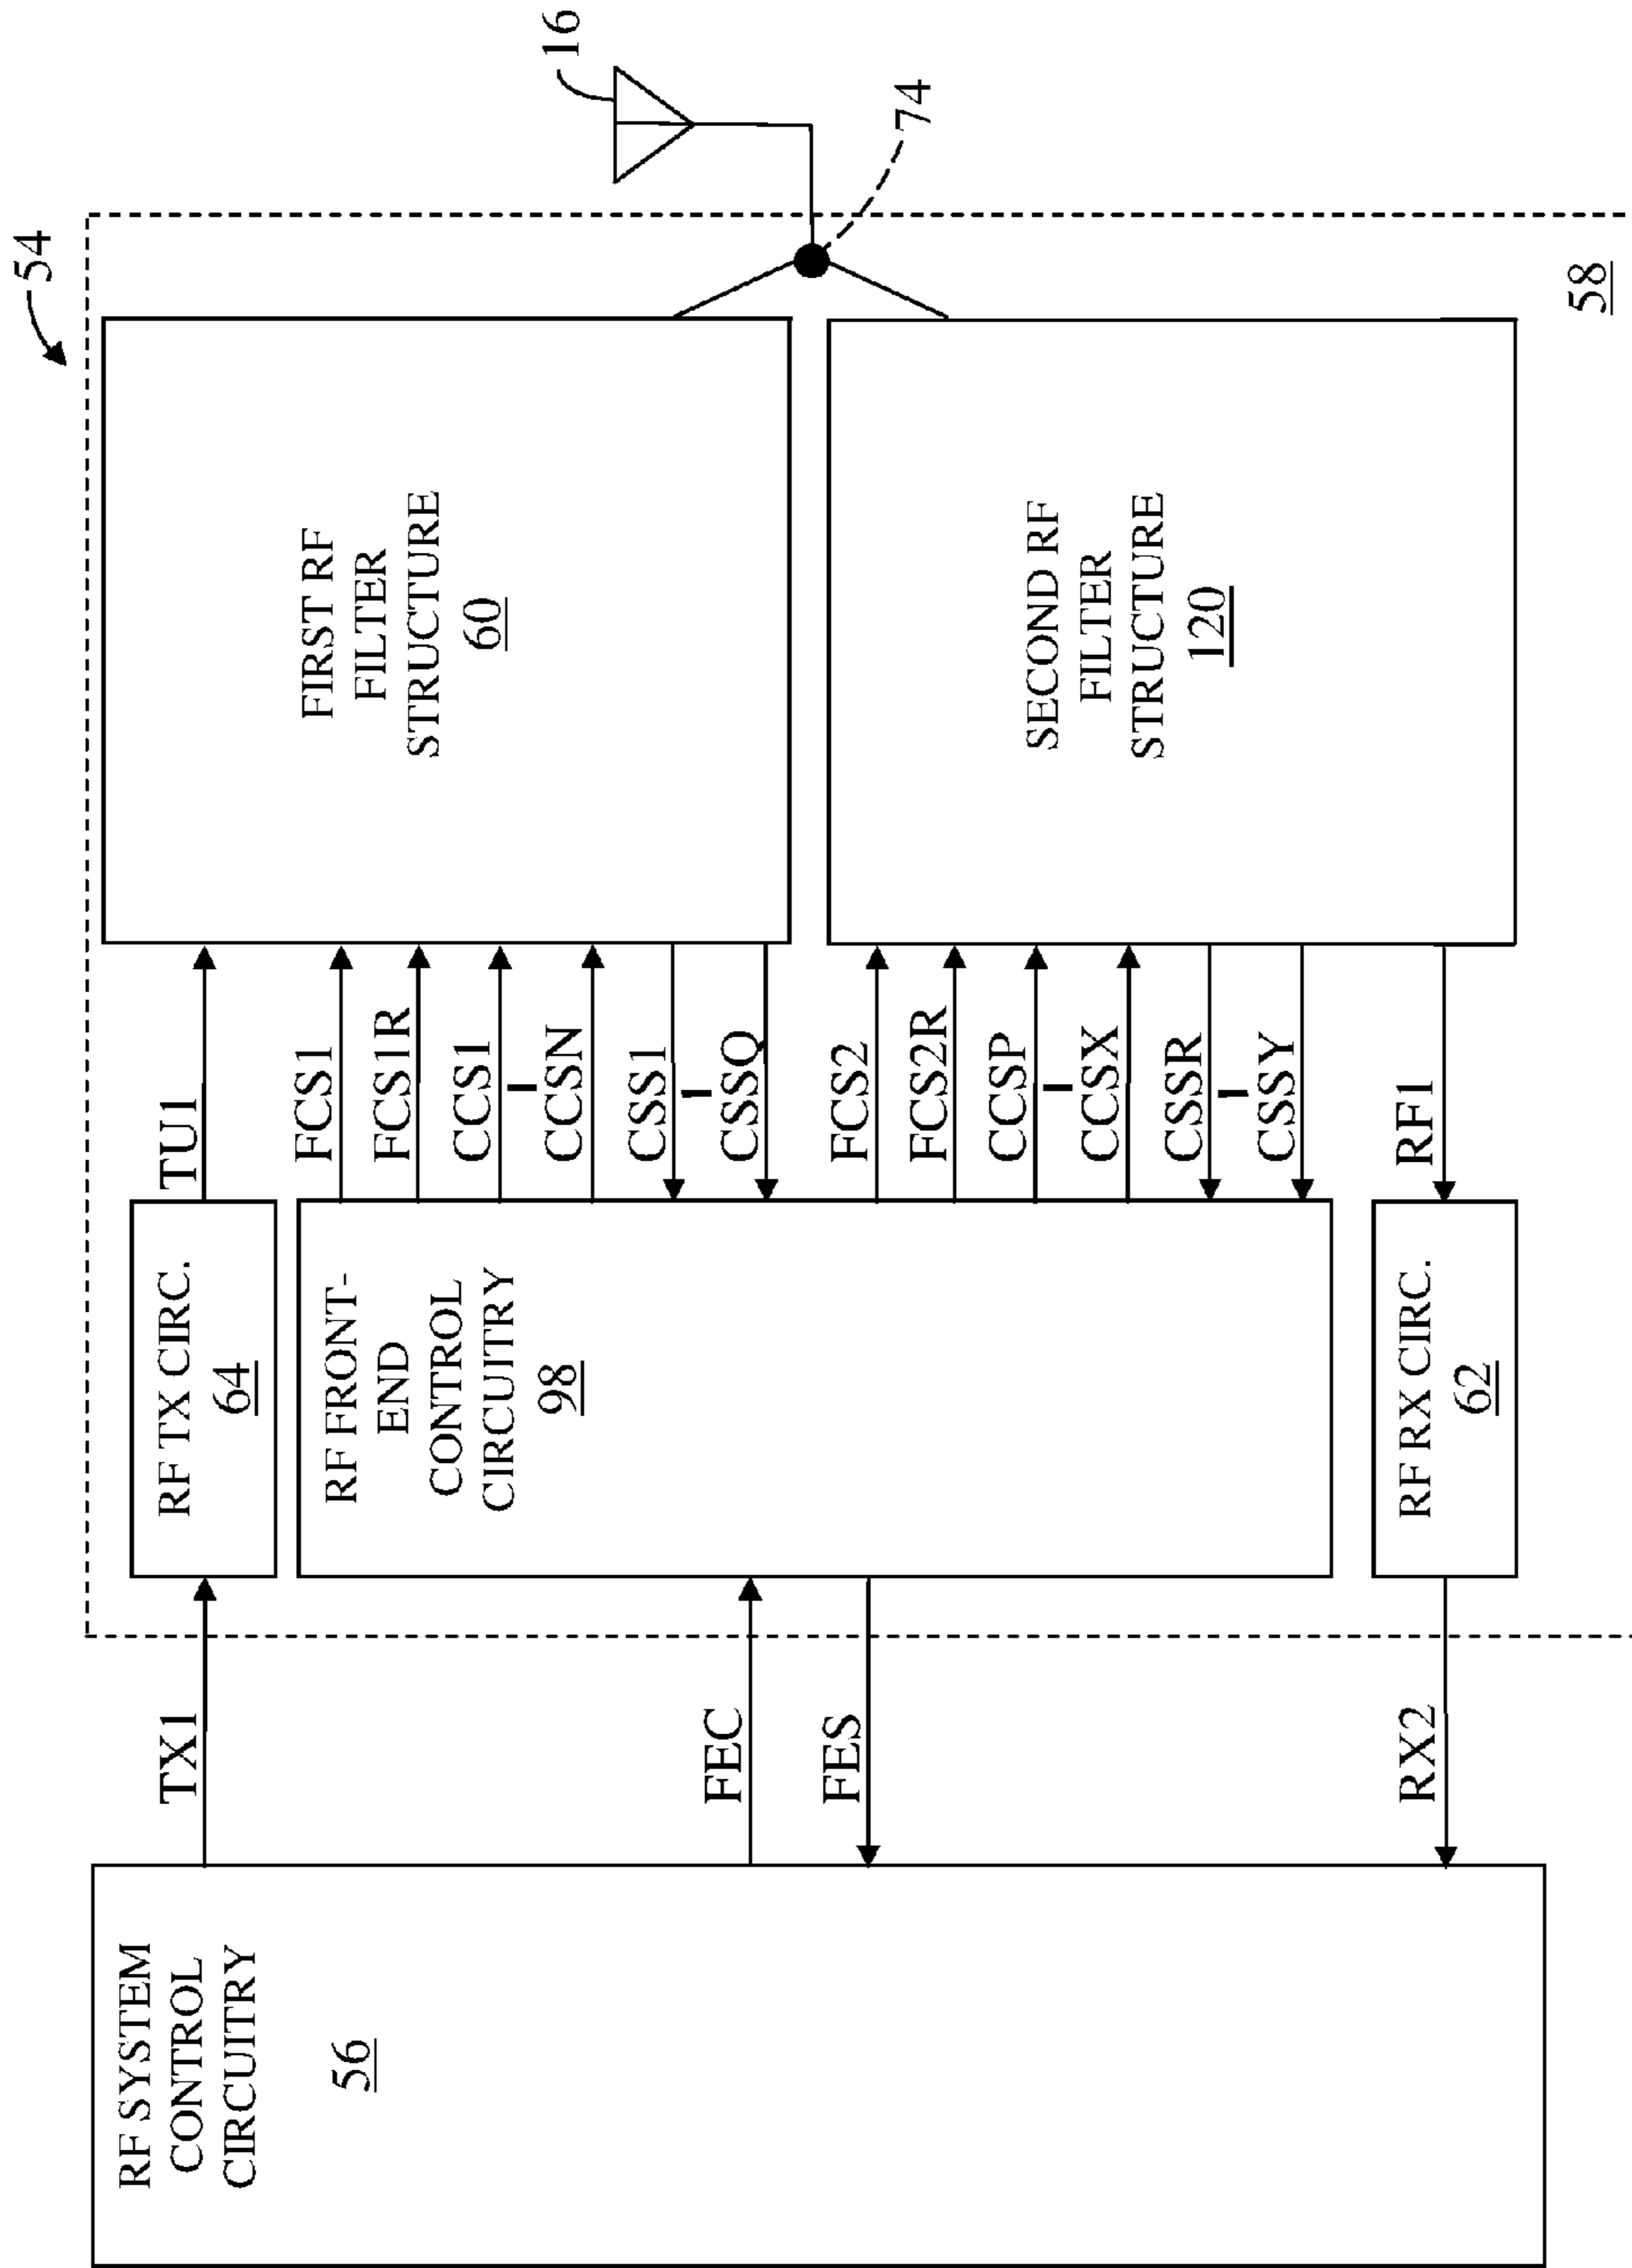 54
RF SYSTEM
CONTROL
CIRCUITRY
56
TX1
FEC
FES
RX2
RF TX CIRC.
64
RF FRONT-
END
CONTROL
CIRCUITRY
98
RF RX CIRC.
62
TU1
FCS1
FCS1R
CCS1
–
CCSN
CSS1
–
CSSQ
FCS2
FCS2R
CCSP
–
CCSX
CSSR
–
CSSY
RF1
FIRST RF
FILTER
STRUCTURE
60
SECOND RF
FILTER
STRUCTURE
120
16
74
58